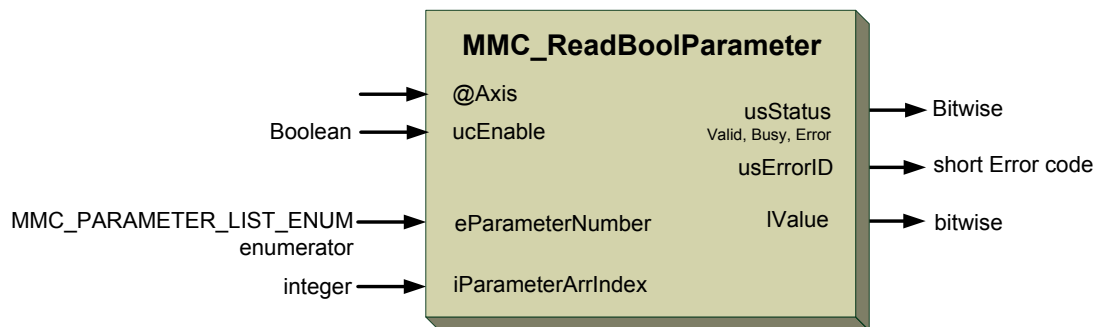 MMC_ReadBoolParameter
@Axis
Boolean
ucEnable
usStatus
Valid, Busy, Error
Bitwise
usErrorID
short Error code
MMC_PARAMETER_LIST_ENUM
enumerator
eParameterNumber
lValue
bitwise
integer
iParameterArrIndex